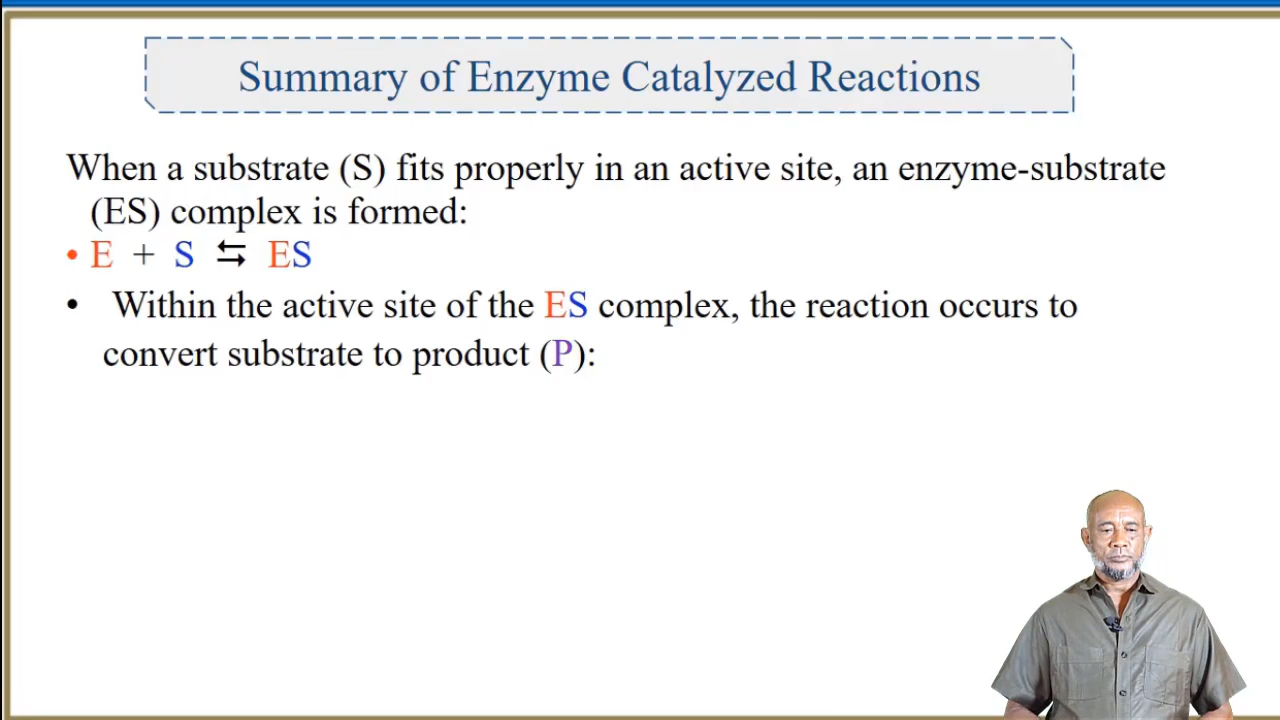 Summary of Enzyme Catalyzed Reactions
When a substrate (S) fits properly in an active site, an enzyme-substrate
(ES) complex is formed:
• E + S ⇆ ES
• Within the active site of the ES complex, the reaction occurs to
convert substrate to product (P):